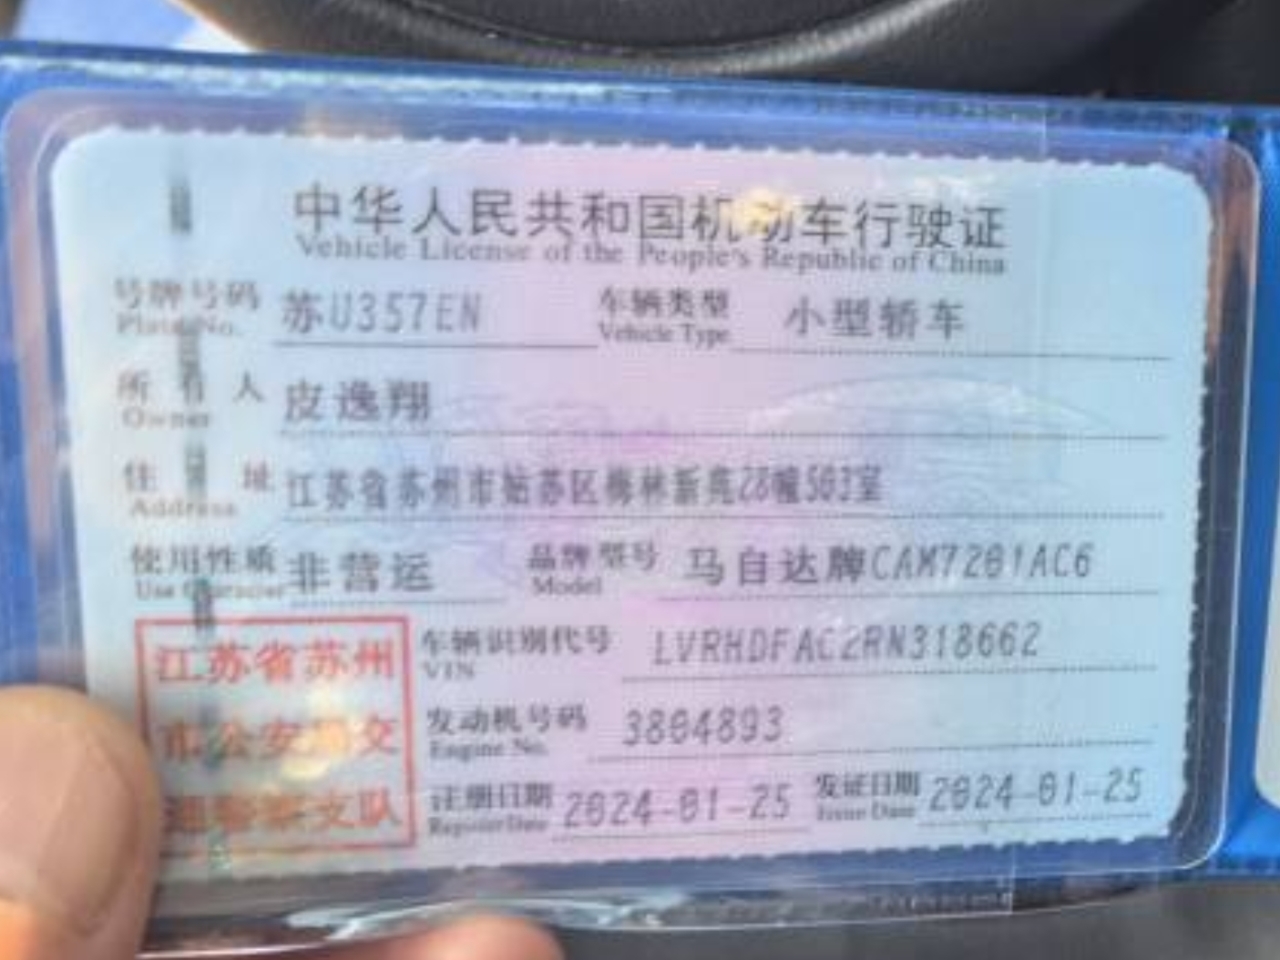 中华人民共和国机动车行驶证
Vehicle License of the People's Republic of China
号牌号码 苏U357EN 车辆类型 小型轿车
Plate No. Vehicle Type
所有人 皮逸翔
Owner
住址 江苏省苏州市姑苏区梅林新苑28幢503室
Address
使用性质 非营运 品牌型号 马自达牌CAM7201AC6
Use Character Model
江苏省苏州
市公安局交
通警察支队
车辆识别代号 LVRHDFAC2RN318662
VIN
发动机号码 3804893
Engine No.
注册日期 2024-01-25 发证日期 2024-01-25
Register Date Issue Date